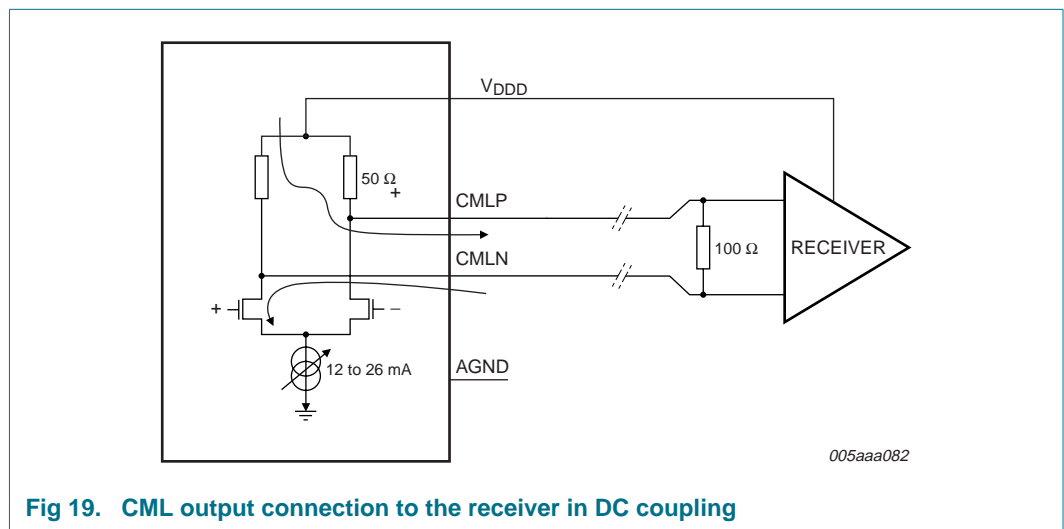 VDDD
50 Ω
+
CMLP
CMLN
100 Ω
RECEIVER
+
−
12 to 26 mA
AGND
005aaa082
Fig 19. CML output connection to the receiver in DC coupling